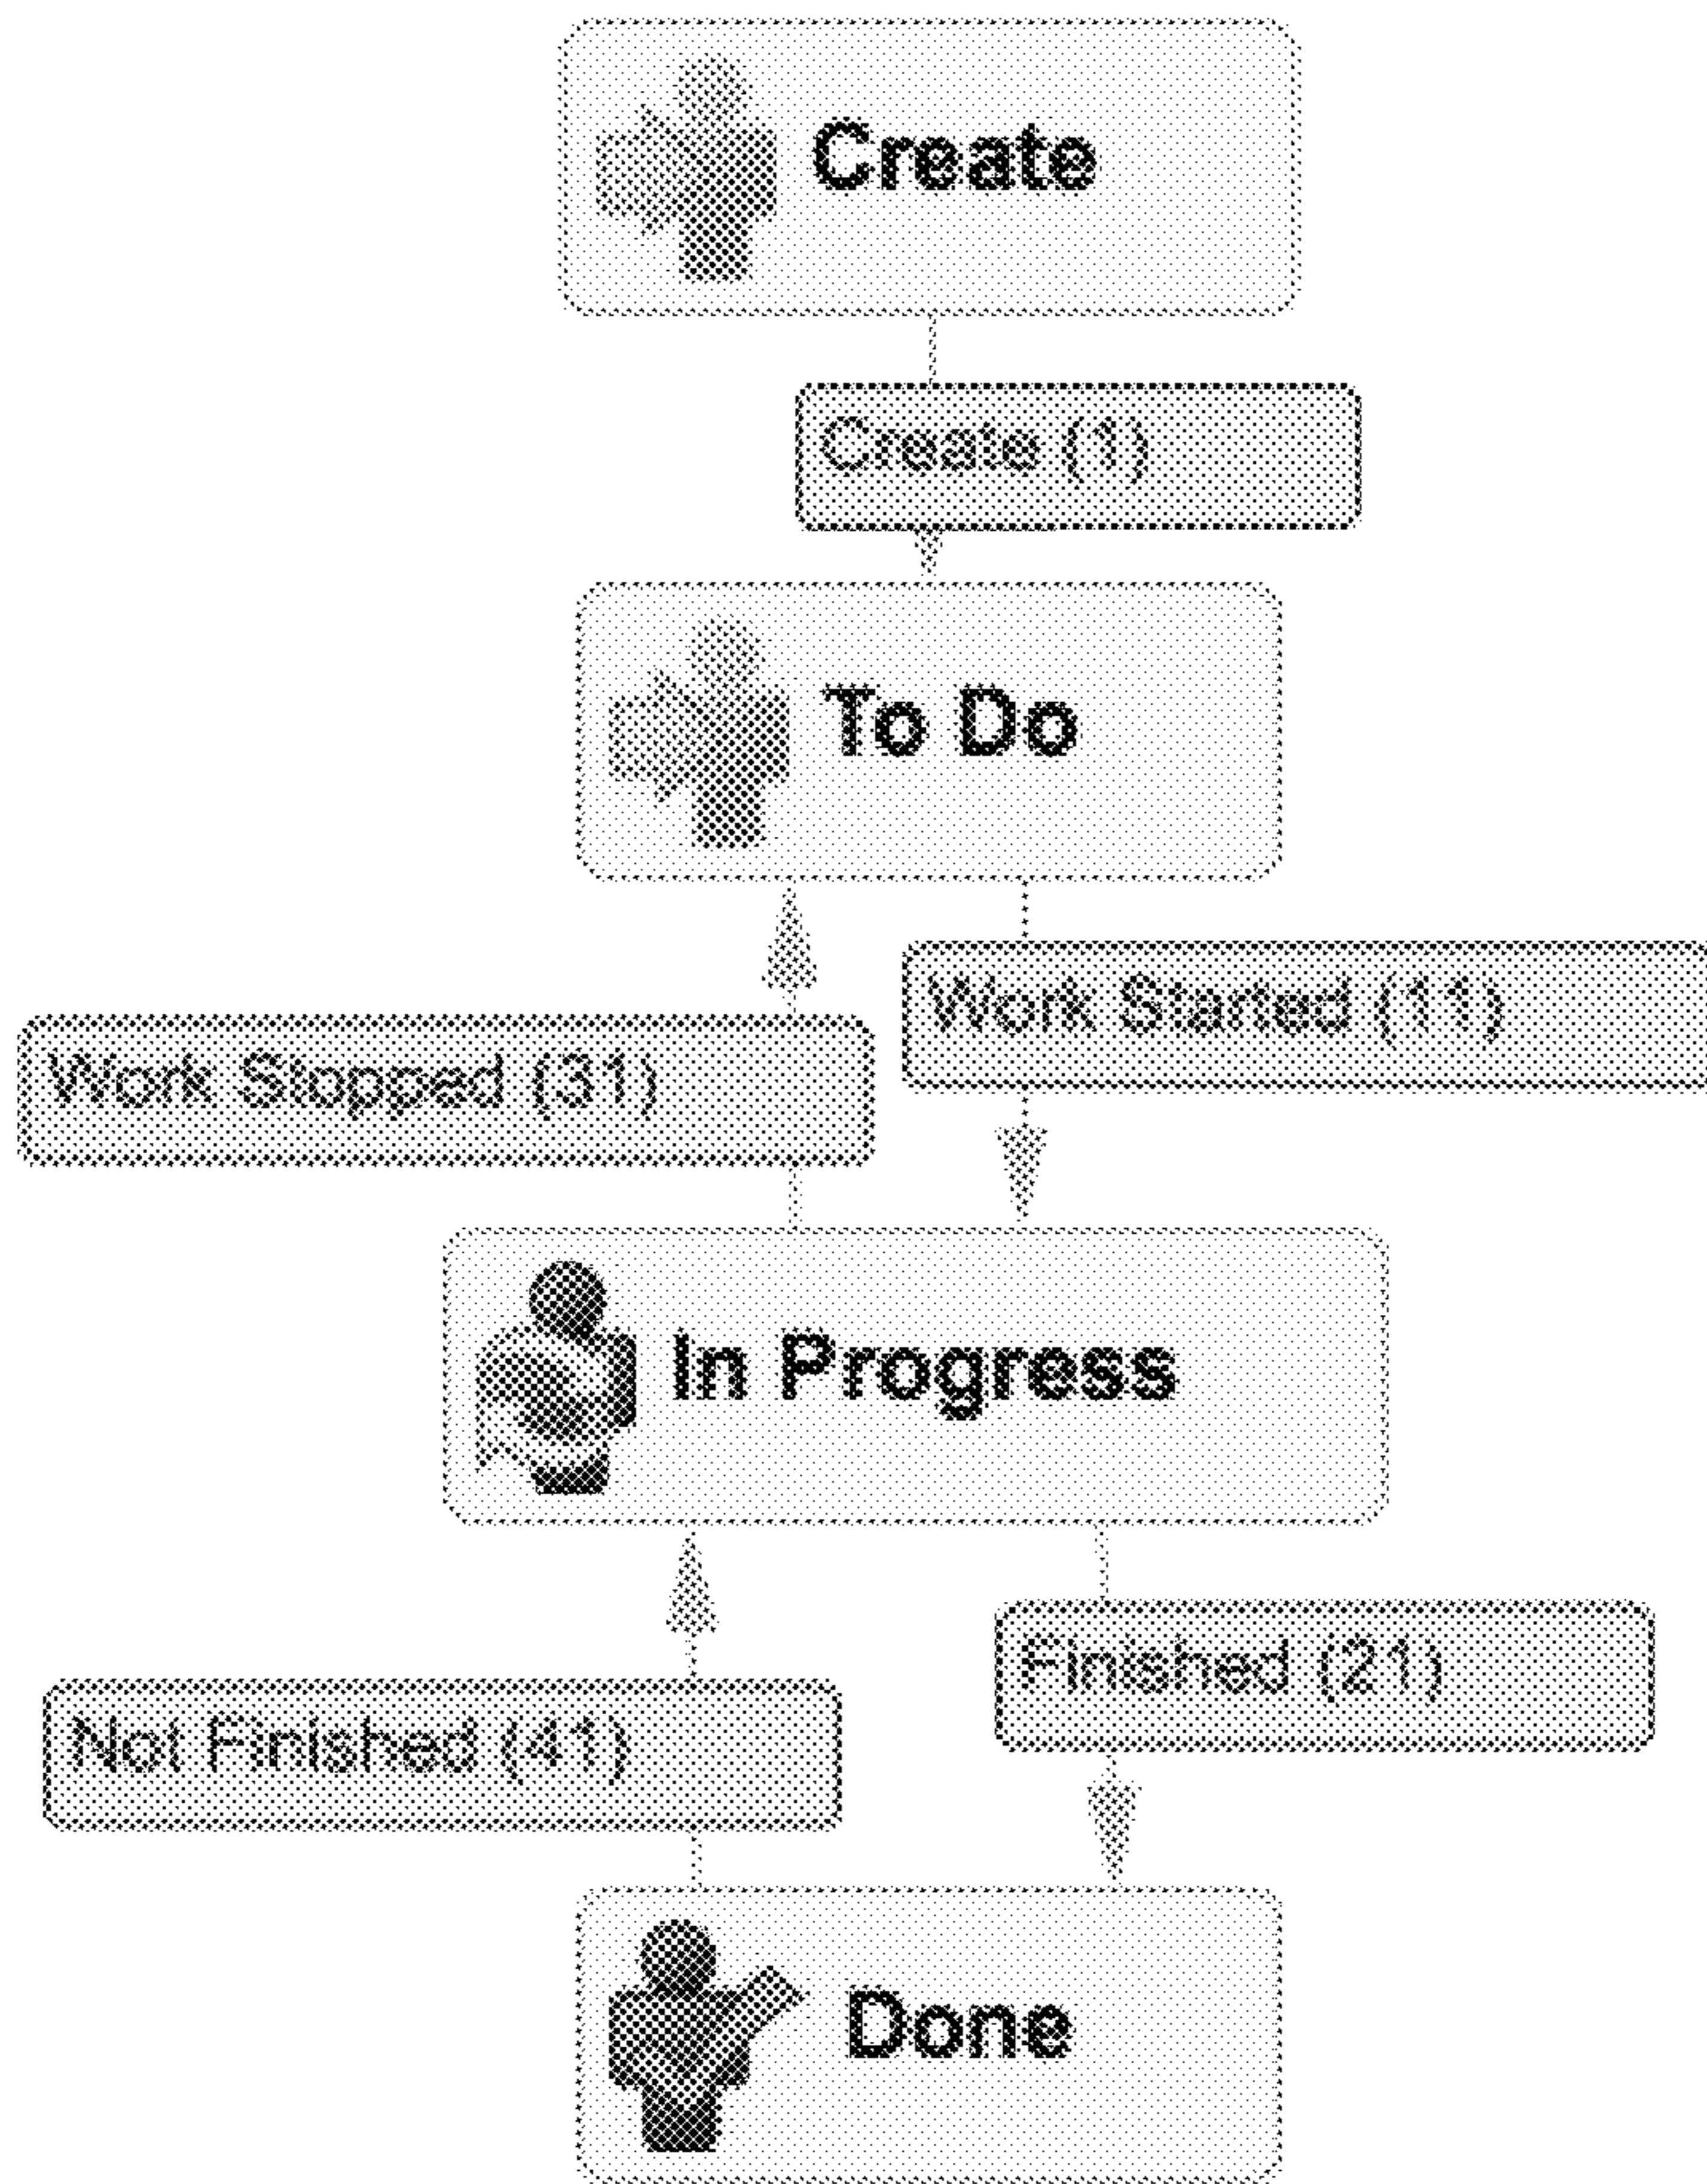 Create
Create (1)
To Do
Work Started (11)
Work Stopped (31)
In Progress
Finished (21)
Not Finished (41)
Done